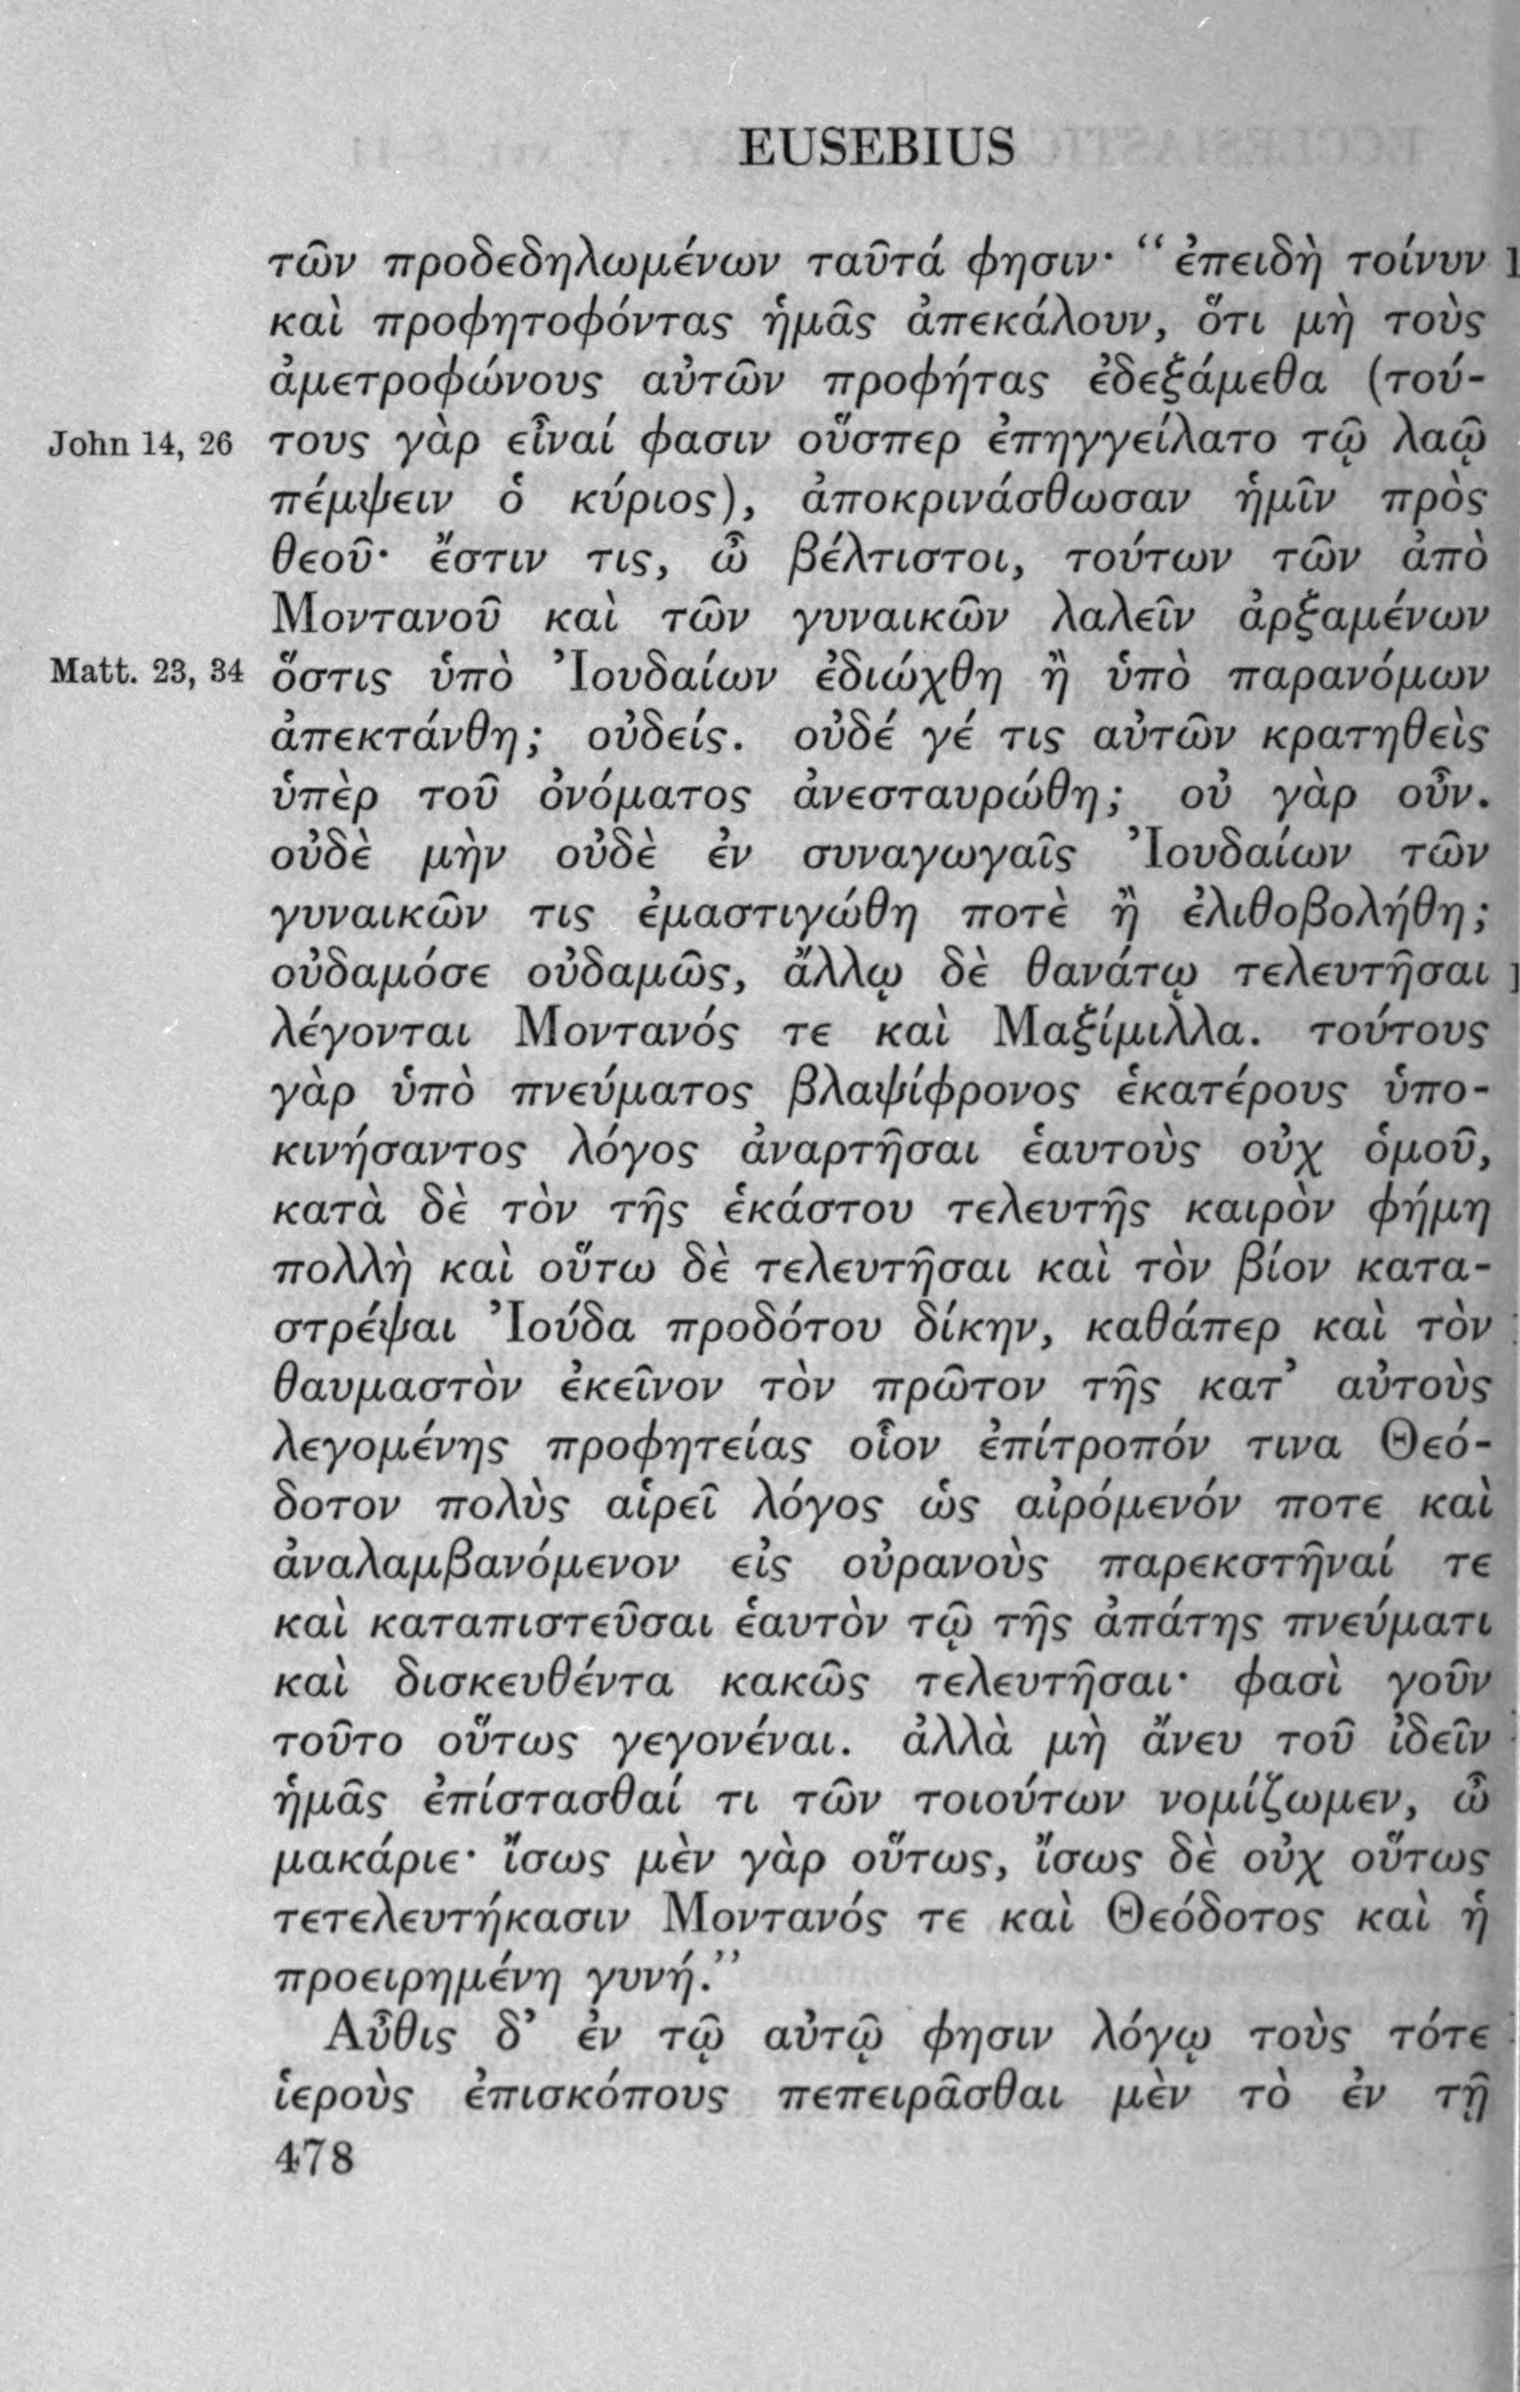 EUSEBIUS
τῶν προδεδηλωμένων ταῦτά φησιν· “ἐπειδὴ τοίνυν
καὶ προφητοφόντας ἡμᾶς ἀπεκάλουν, ὅτι μὴ τοὺς
ἀμετροφώνους αὐτῶν προφήτας ἐδεξάμεθα (τού-
John 14, 26 τους γὰρ εἶναί φασιν οὕσπερ ἐπηγγείλατο τῷ λαῷ
πέμψειν ὁ κύριος), ἀποκρινάσθωσαν ἡμῖν πρὸς
θεοῦ· ἔστιν τις, ὦ βέλτιστοι, τούτων τῶν ἀπὸ
Μοντανοῦ καὶ τῶν γυναικῶν λαλεῖν ἀρξαμένων
Matt. 23, 34 ὅστις ὑπὸ Ἰουδαίων ἐδιώχθη ἢ ὑπὸ παρανόμων
ἀπεκτάνθη; οὐδείς. οὐδέ γέ τις αὐτῶν κρατηθεὶς
ὑπὲρ τοῦ ὀνόματος ἀνεσταυρώθη; οὐ γὰρ οὖν.
οὐδὲ μὴν οὐδὲ ἐν συναγωγαῖς Ἰουδαίων τῶν
γυναικῶν τις ἐμαστιγώθη ποτὲ ἢ ἐλιθοβολήθη;
οὐδαμόσε οὐδαμῶς, ἄλλῳ δὲ θανάτῳ τελευτῆσαι
λέγονται Μοντανός τε καὶ Μαξίμιλλα. τούτους
γὰρ ὑπὸ πνεύματος βλαψίφρονος ἑκατέρους ὑπο-
κινήσαντος λόγος ἀναρτῆσαι ἑαυτοὺς οὐχ ὁμοῦ,
κατὰ δὲ τὸν τῆς ἑκάστου τελευτῆς καιρὸν φήμη
πολλὴ καὶ οὕτω δὲ τελευτῆσαι καὶ τὸν βίον κατα-
στρέψαι Ἰούδα προδότου δίκην, καθάπερ καὶ τὸν
θαυμαστὸν ἐκεῖνον τὸν πρῶτον τῆς κατ’ αὐτοὺς
λεγομένης προφητείας οἷον ἐπίτροπόν τινα Θεό-
δοτον πολὺς αἱρεῖ λόγος ὡς αἰρόμενόν ποτε καὶ
ἀναλαμβανόμενον εἰς οὐρανοὺς παρεκστῆναί τε
καὶ καταπιστεῦσαι ἑαυτὸν τῷ τῆς ἀπάτης πνεύματι
καὶ δισκευθέντα κακῶς τελευτῆσαι· φασὶ γοῦν
τοῦτο οὕτως γεγονέναι. ἀλλὰ μὴ ἄνευ τοῦ ἰδεῖν
ἡμᾶς ἐπίστασθαί τι τῶν τοιούτων νομίζωμεν, ὦ
μακάριε· ἴσως μὲν γὰρ οὕτως, ἴσως δὲ οὐχ οὕτως
τετελευτήκασιν Μοντανός τε καὶ Θεόδοτος καὶ ἡ
προειρημένη γυνή.”
Αὖθις δ’ ἐν τῷ αὐτῷ φησιν λόγῳ τοὺς τότε
ἱεροὺς ἐπισκόπους πεπειρᾶσθαι μὲν τὸ ἐν τῇ
478